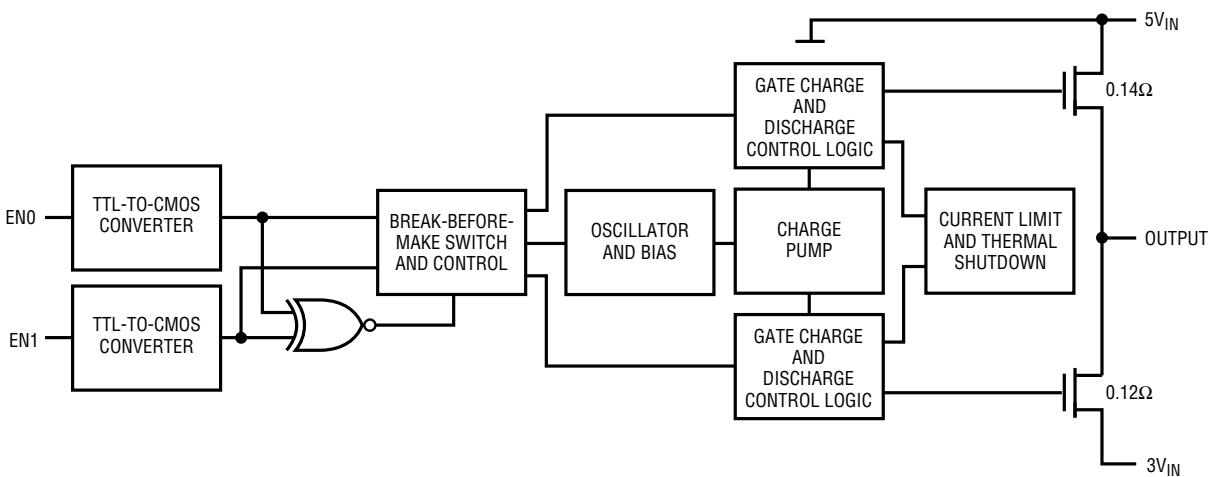 EN0
TTL-TO-CMOS
CONVERTER
EN1
TTL-TO-CMOS
CONVERTER
BREAK-BEFORE-
MAKE SWITCH
AND CONTROL
OSCILLATOR
AND BIAS
GATE CHARGE
AND
DISCHARGE
CONTROL LOGIC
CHARGE
PUMP
GATE CHARGE
AND
DISCHARGE
CONTROL LOGIC
CURRENT LIMIT
AND THERMAL
SHUTDOWN
5VIN
0.14Ω
OUTPUT
0.12Ω
3VIN